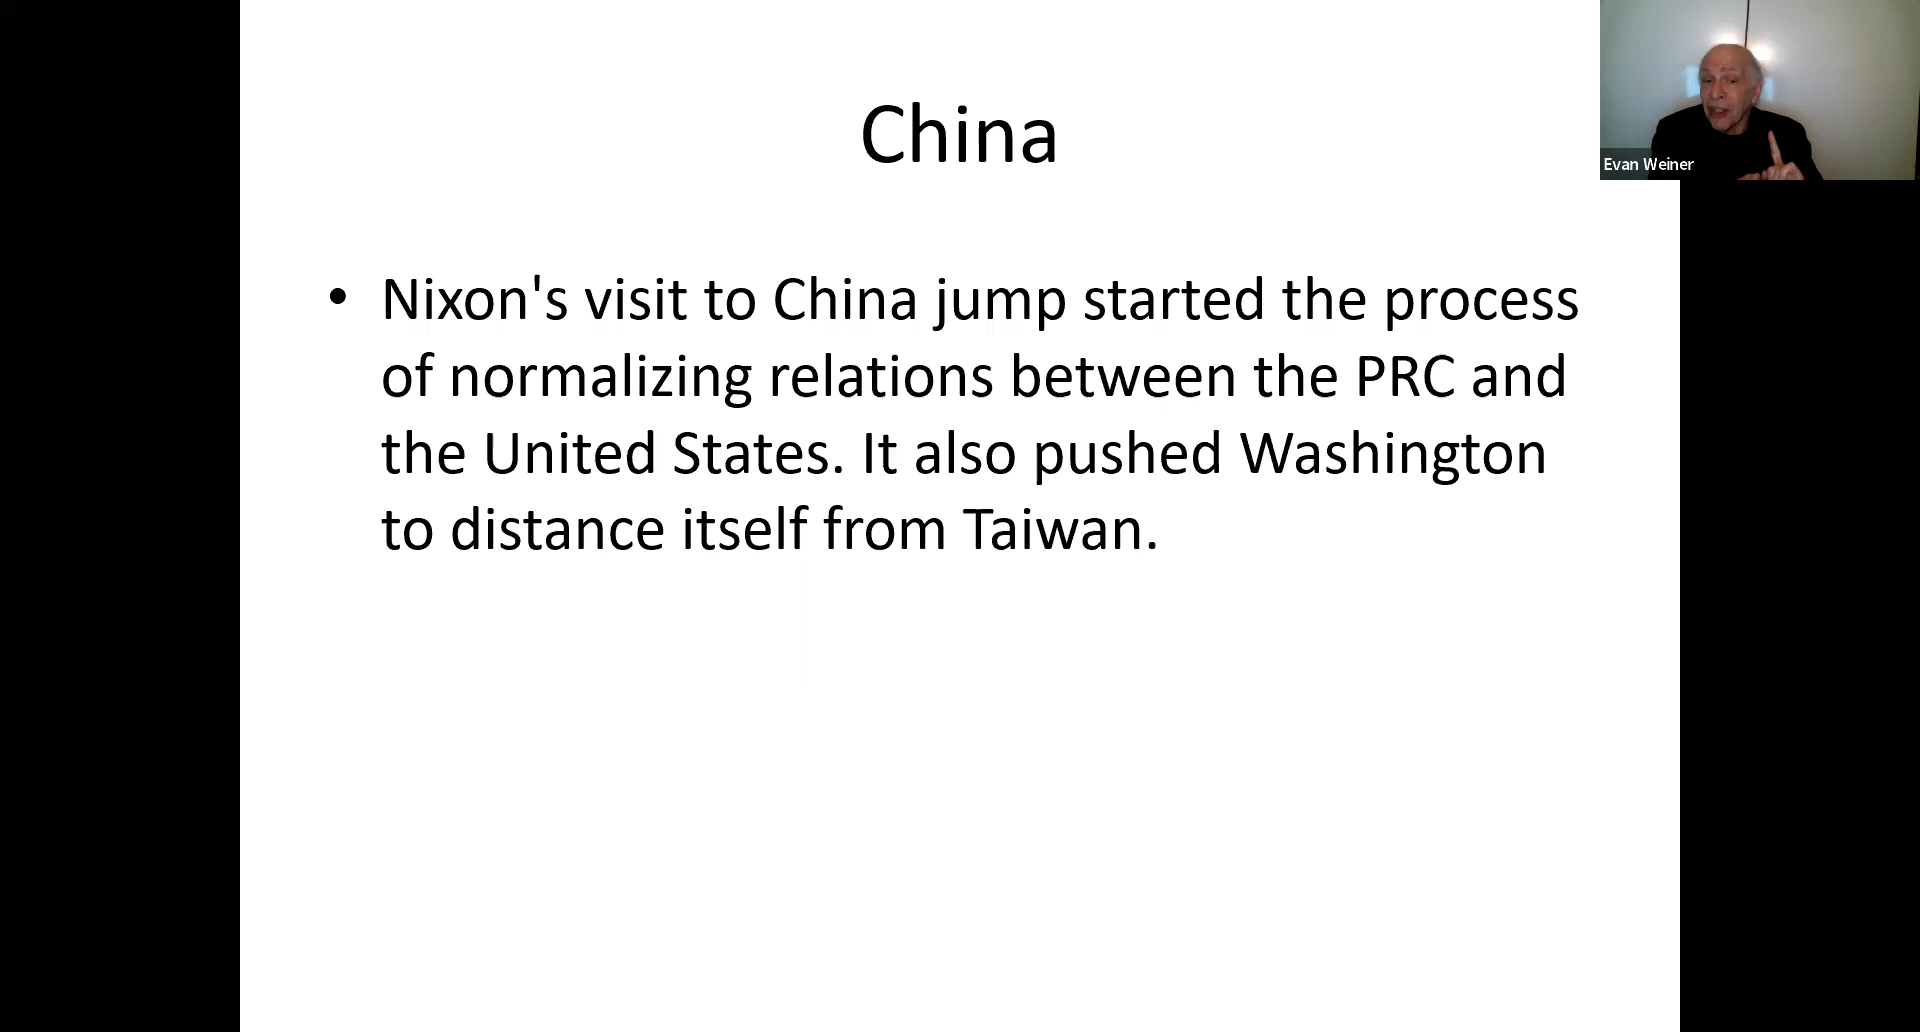 China
Evan Weiner
• Nixon's visit to China jump started the process
of normalizing relations between the PRC and
the United States. It also pushed Washington
to distance itself from Taiwan.